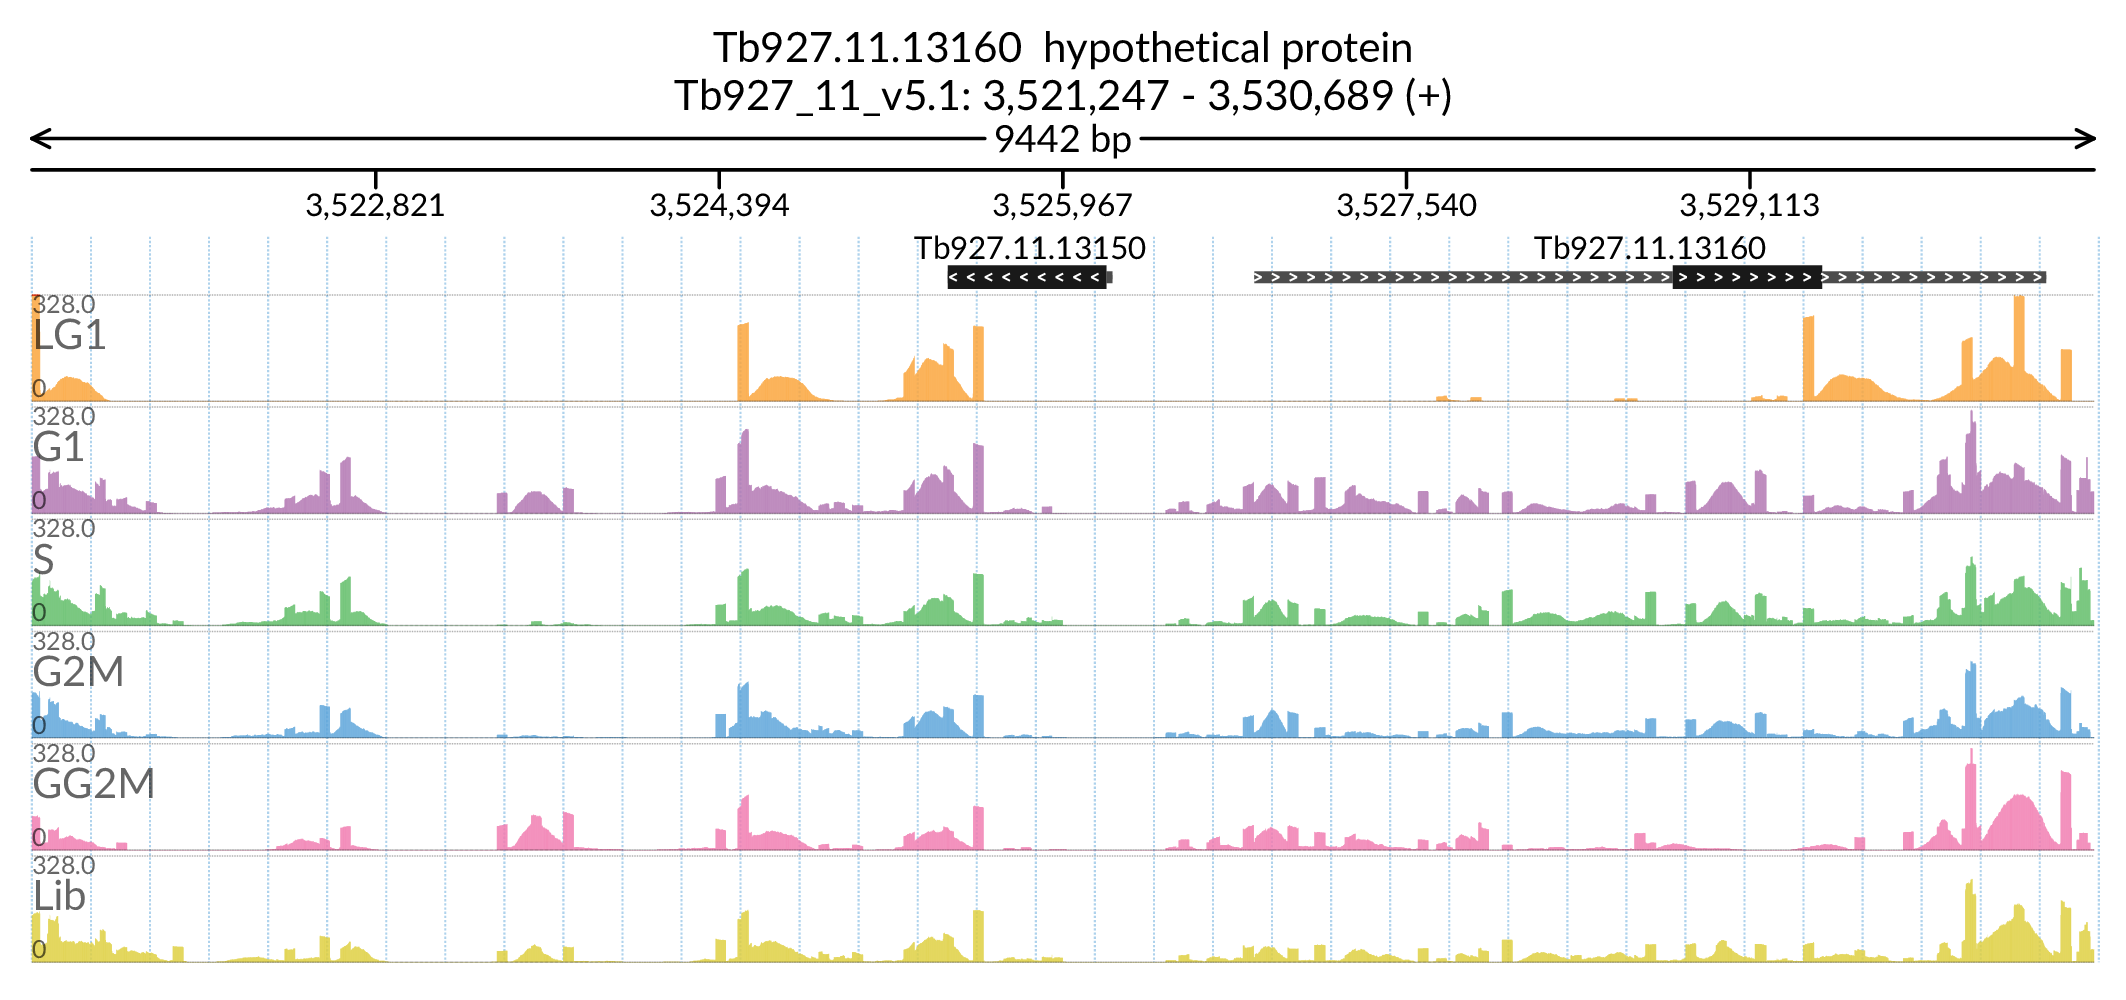 Tb927.11.13160 hypothetical protein
Tb927_11_v5.1: 3,521,247 - 3,530,689 (+)
9442 bp
3,522,821 3,524,394 3,525,967 3,527,540 3,529,113
Tb927.11.13150 Tb927.11.13160
328.0
LG1
0
328.0
G1
0
328.0
S
0
328.0
G2M
0
328.0
GG2M
0
328.0
Lib
0